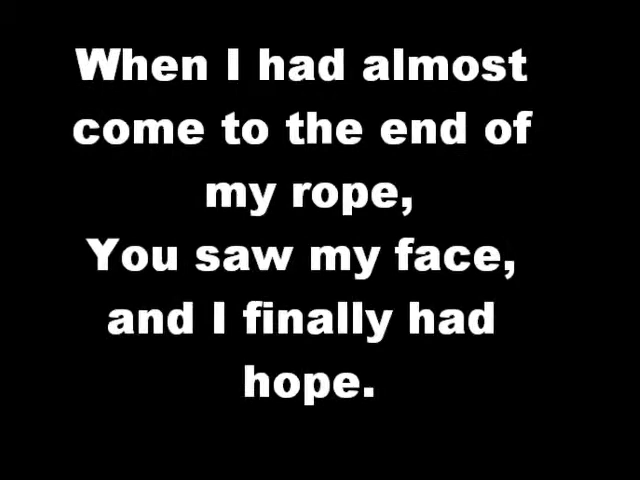 When I had almost
come to the end of
my rope,
You saw my face,
and I finally had
hope.